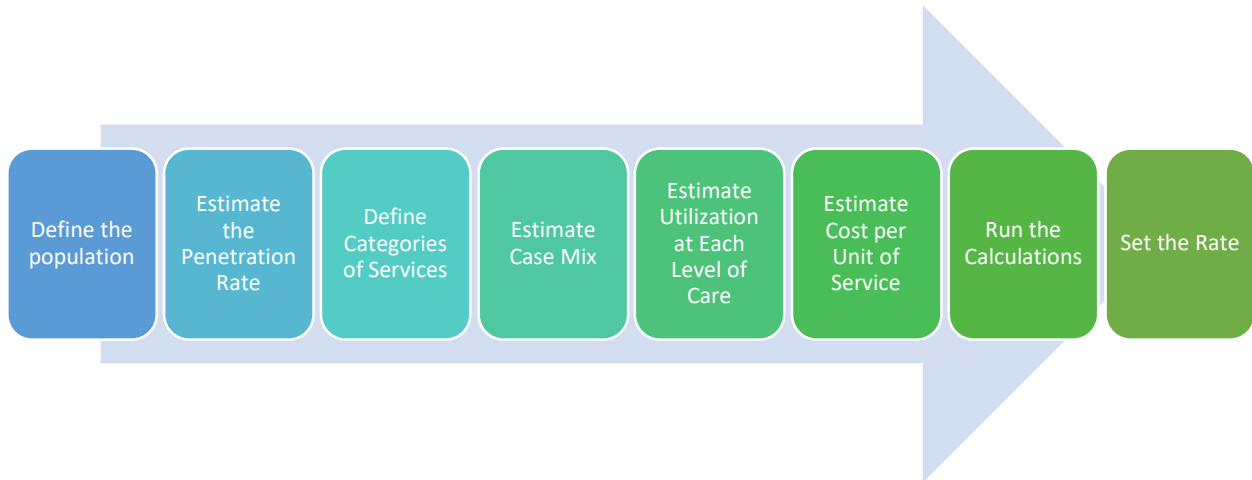 Define the
population
Estimate
the
Penetration
Rate
Define
Categories
of Services
Estimate
Case Mix
Estimate
Utilization
at Each
Level of
Care
Estimate
Cost per
Unit of
Service
Run the
Calculations
Set the Rate